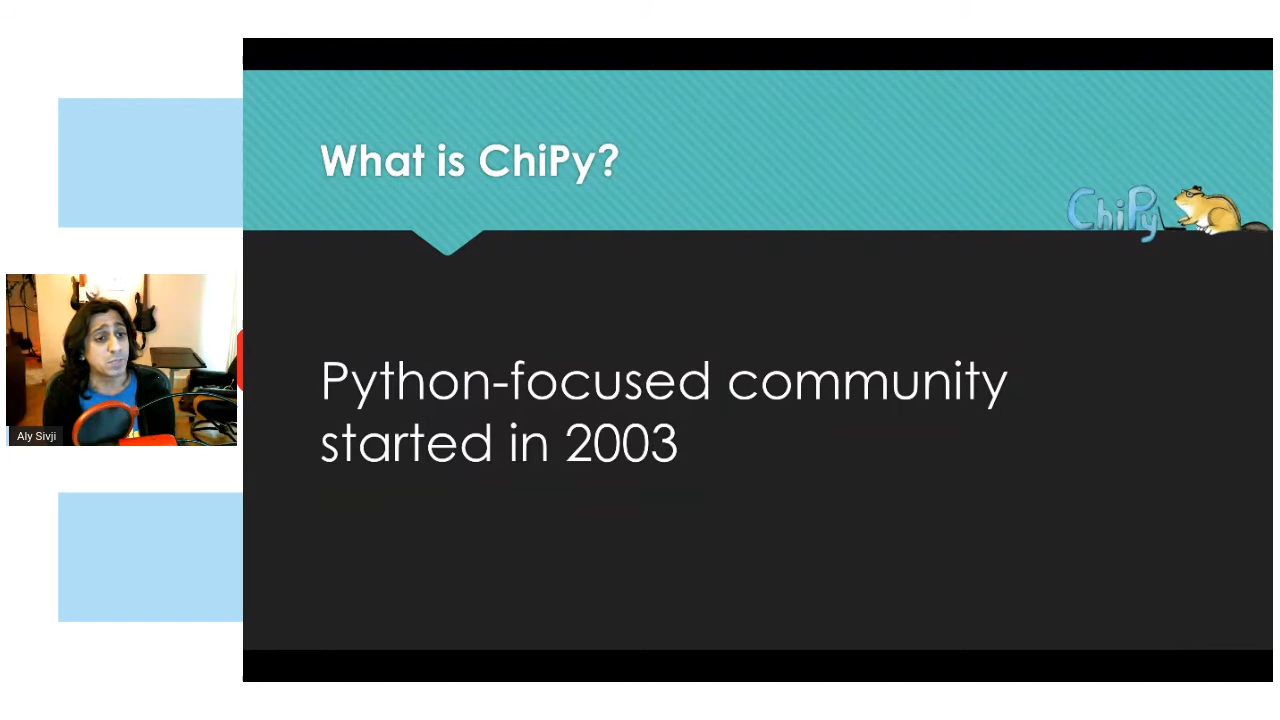 What is ChiPy?
ChiPy
Python-focused community
started in 2003
Aly Sivji